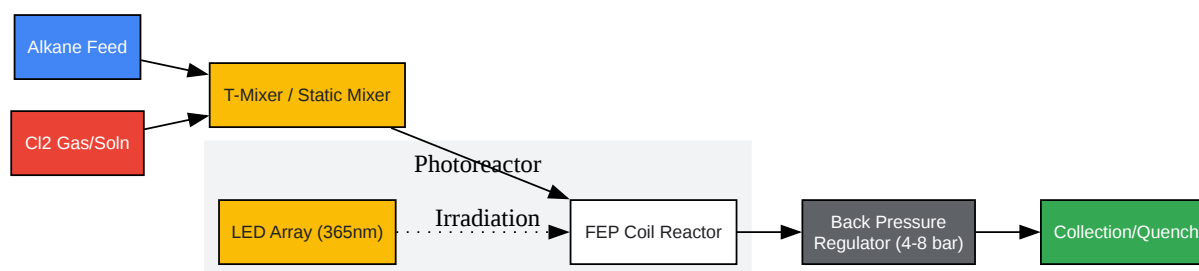 Alkane Feed
Cl2 Gas/Soln
T-Mixer / Static Mixer
Photoreactor
LED Array (365nm)
Irradiation
FEP Coil Reactor
Back Pressure
Regulator (4-8 bar)
Collection/Quench